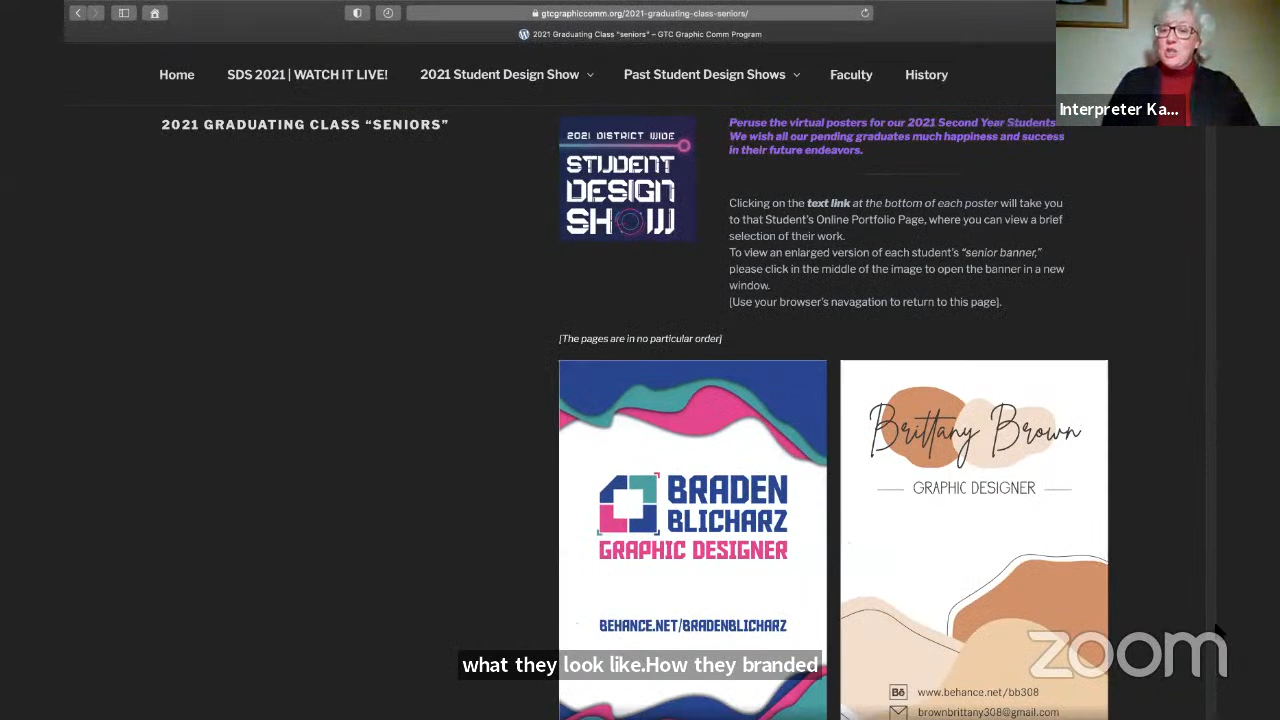 gtcgraphiccomm.org/2021-graduating-class-seniors/
2021 Graduating Class "seniors" – GTC Graphic Comm Program
Home SDS 2021 | WATCH IT LIVE! 2021 Student Design Show Past Student Design Shows Faculty History
Interpreter Ka...
2021 GRADUATING CLASS “SENIORS”
2021 DISTRICT WIDE
STUDENT
DESIGN
SHOW
Peruse the virtual posters for our 2021 Second Year Students
We wish all our pending graduates much happiness and success
in their future endeavors.
Clicking on the text link at the bottom of each poster will take you
to that Student's Online Portfolio Page, where you can view a brief
selection of their work.
To view an enlarged version of each student's “senior banner,”
please click in the middle of the image to open the banner in a new
window.
[Use your browser's navagation to return to this page].
[The pages are in no particular order]
BRADEN
BLICHARZ
GRAPHIC DESIGNER
BEHANCE.NET/BRADENBLICHARZ
Brittany Brown
GRAPHIC DESIGNER
Bē www.behance.net/bb308
brownbrittany308@gmail.com
what they look like.How they branded
zoom